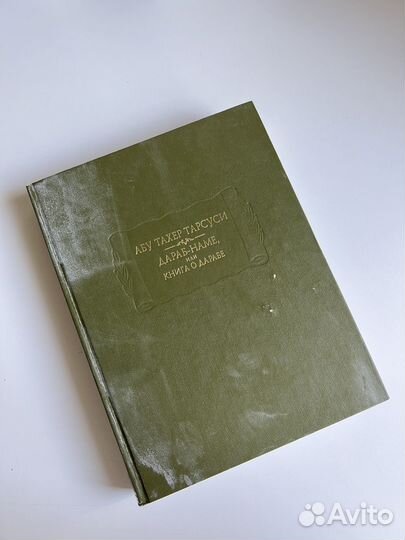 АБУ ТАХЕР ТАРСУСИ
ДАРАБ-НАМЕ,
ИЛИ
КНИГА О ДАРАБЕ
Avito